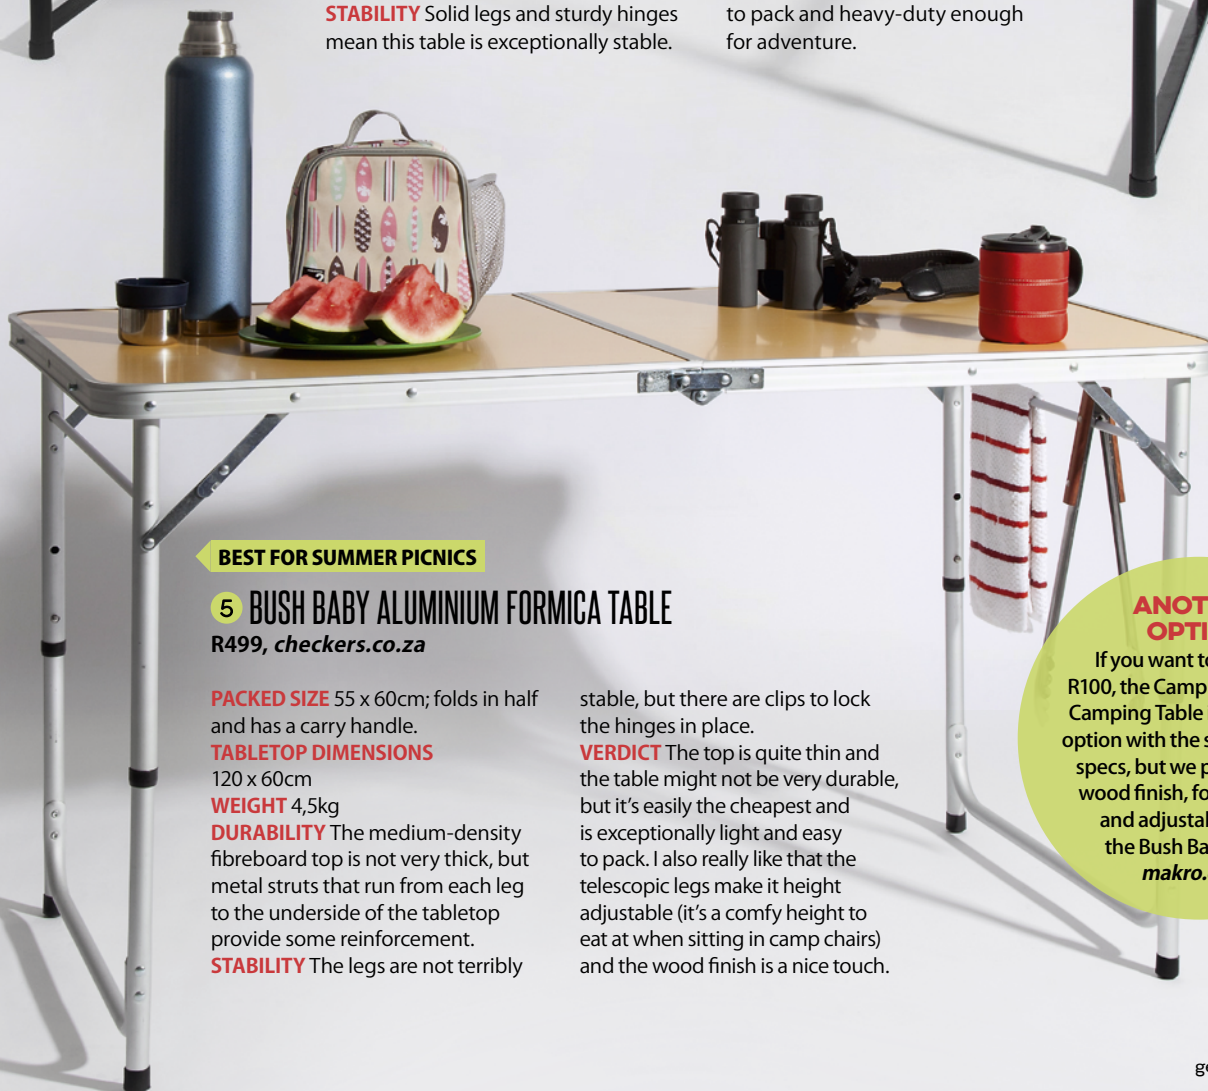 STABILITY Solid legs and sturdy hinges
mean this table is exceptionally stable.
to pack and heavy-duty enough
for adventure.
BEST FOR SUMMER PICNICS
5 BUSH BABY ALUMINIUM FORMICA TABLE
R499, checkers.co.za
PACKED SIZE 55 x 60cm; folds in half
and has a carry handle.
TABLETOP DIMENSIONS
120 x 60cm
WEIGHT 4,5kg
DURABILITY The medium-density
fibreboard top is not very thick, but
metal struts that run from each leg
to the underside of the tabletop
provide some reinforcement.
STABILITY The legs are not terribly
stable, but there are clips to lock
the hinges in place.
VERDICT The top is quite thin and
the table might not be very durable,
but it's easily the cheapest and
is exceptionally light and easy
to pack. I also really like that the
telescopic legs make it height
adjustable (it's a comfy height to
eat at when sitting in camp chairs)
and the wood finish is a nice touch.
If you want
R100, the Camp
Camping Table
option with the
specs, but we
wood finish,
and
the Bush
makro.